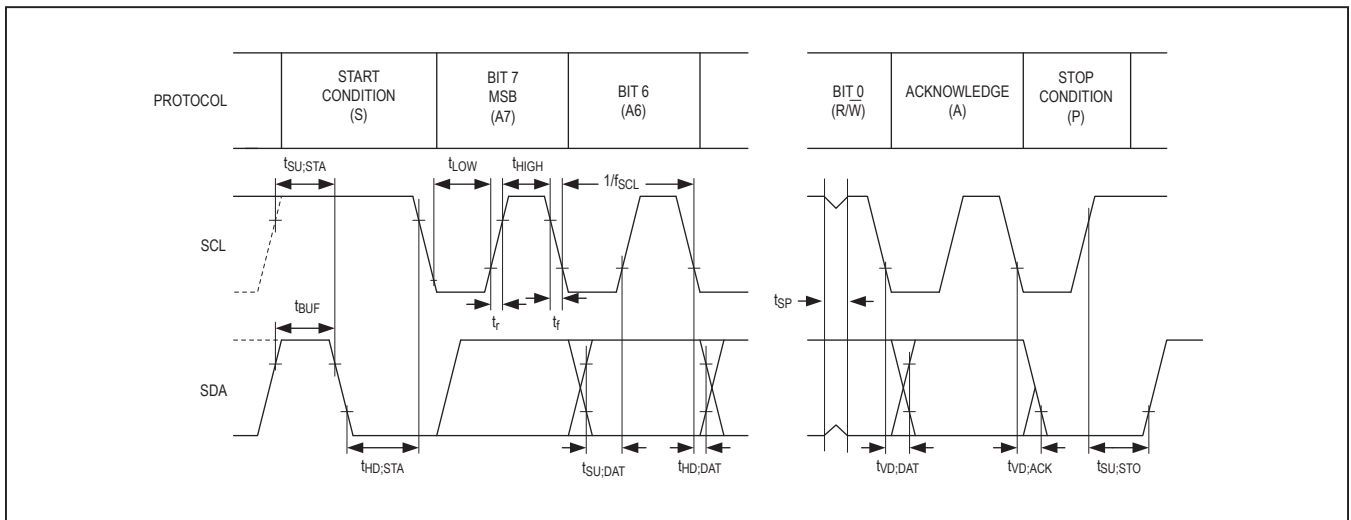 PROTOCOL
START
CONDITION
(S)
BIT 7
MSB
(A7)
BIT 6
(A6)
BIT 0
(R/W̅)
ACKNOWLEDGE
(A)
STOP
CONDITION
(P)
tSU;STA
tLOW
tHIGH
1/fSCL
SCL
tBUF
tr
tf
tSP
SDA
tHD;STA
tSU;DAT
tHD;DAT
tVD;DAT
tVD;ACK
tSU;STO